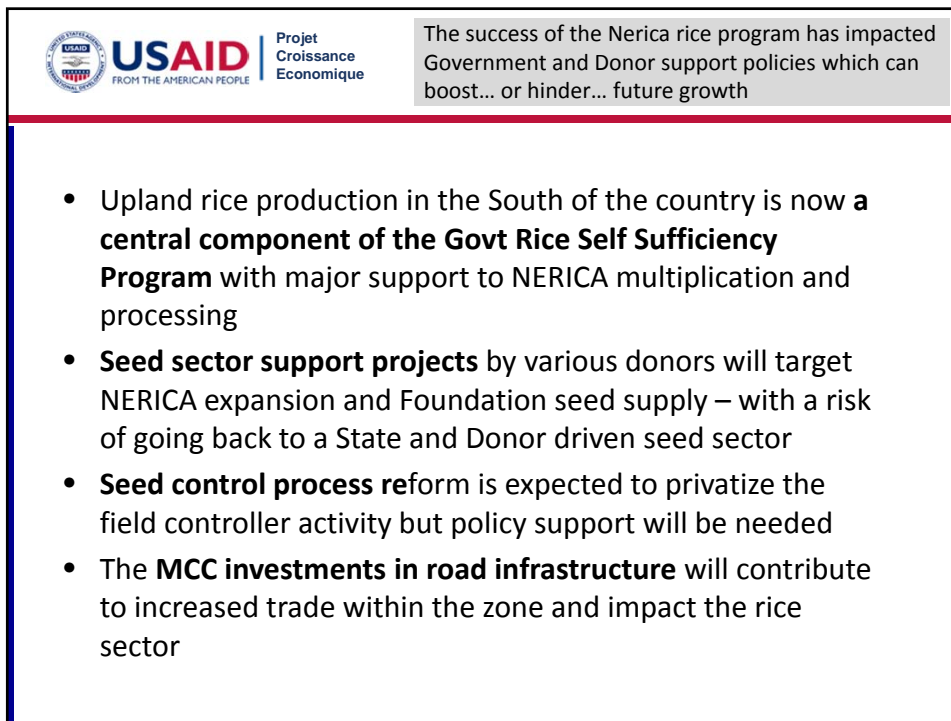 UNITED STATES AGENCY
USAID
INTERNATIONAL DEVELOPMENT
USAID
FROM THE AMERICAN PEOPLE
Projet
Croissance
Economique
The success of the Nerica rice program has impacted
Government and Donor support policies which can
boost… or hinder… future growth
• Upland rice production in the South of the country is now a
central component of the Govt Rice Self Sufficiency
Program with major support to NERICA multiplication and
processing
• Seed sector support projects by various donors will target
NERICA expansion and Foundation seed supply – with a risk
of going back to a State and Donor driven seed sector
• Seed control process reform is expected to privatize the
field controller activity but policy support will be needed
• The MCC investments in road infrastructure will contribute
to increased trade within the zone and impact the rice
sector